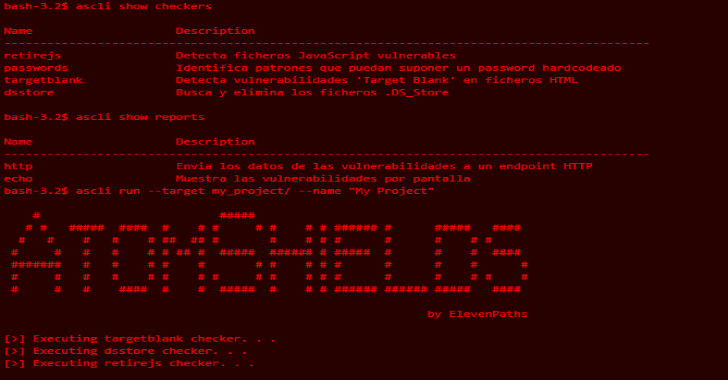 bash-3.2$ ascli show checkers
Name Description
--------------------------------------------------------------------------------
retirejs Detecta ficheros JavaScript vulnerables
passwords Identifica patrones que puedan suponer un password hardcodeado
targetblank Detecta vulnerabilidades 'Target Blank' en ficheros HTML
dsstore Busca y elimina los ficheros .DS_Store
bash-3.2$ ascli show reports
Name Description
--------------------------------------------------------------------------------
http Envia los datos de las vulnerabilidades a un endpoint HTTP
echo Muestra las vulnerabilidades por pantalla
bash-3.2$ ascli run --target my_project/ --name "My Project"
ATOMSHIELDS
by ElevenPaths
[>] Executing targetblank checker. . .
[>] Executing dsstore checker. . .
[>] Executing retirejs checker. . .